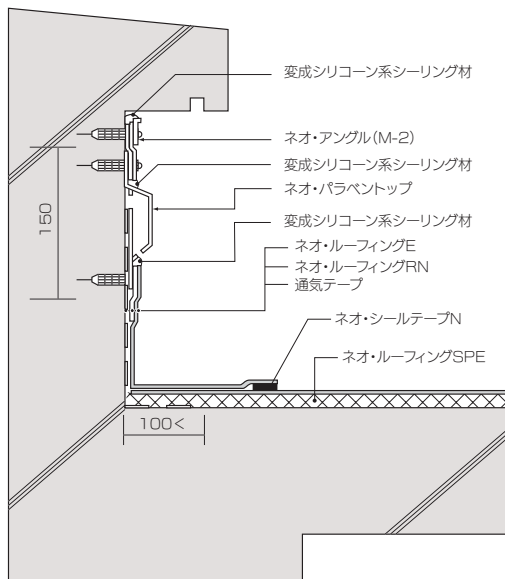 変成シリコーン系シーリング材
ネオ・アングル(M-2)
変成シリコーン系シーリング材
ネオ・パラベントップ
変成シリコーン系シーリング材
ネオ・ルーフィングE
ネオ・ルーフィングRN
通気テープ
ネオ・シールテープN
ネオ・ルーフィングSPE
150
100<